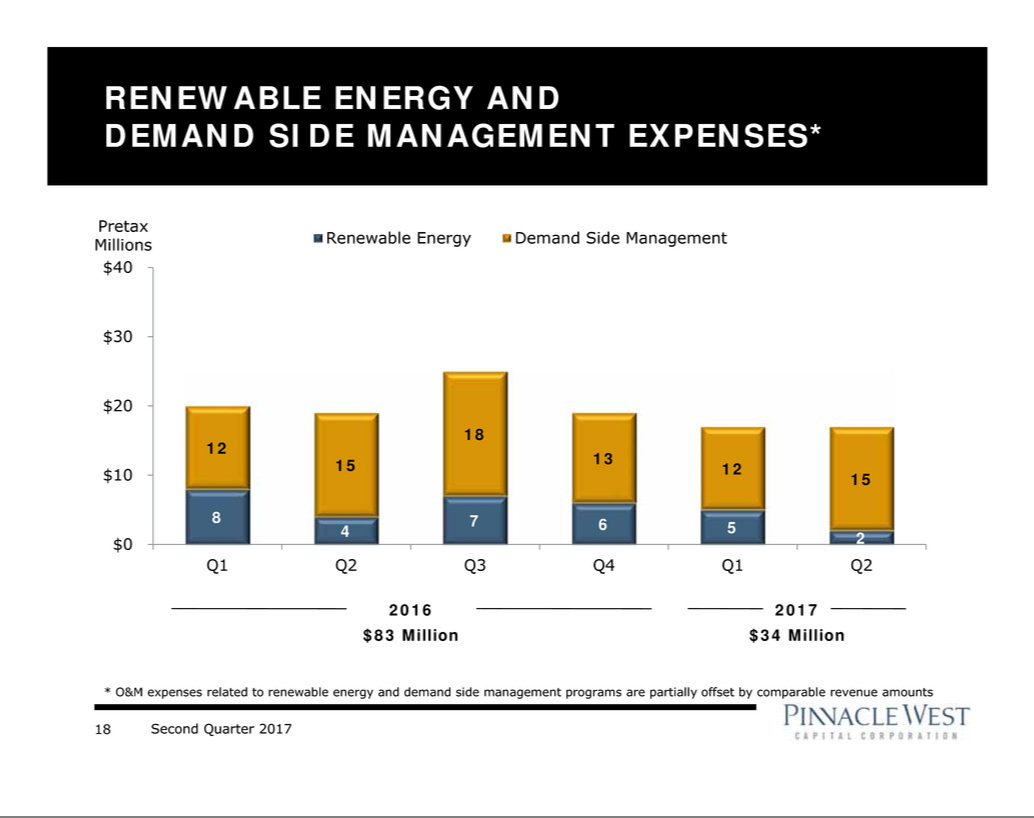 RENEWABLE ENERGY AND
DEMAND SIDE MANAGEMENT EXPENSES*
Pretax
Millions
Renewable Energy Demand Side Management
$40
$30
$20
$10
$0
12 15 18 13 12 15
8 4 7 6 5 2
Q1 Q2 Q3 Q4 Q1 Q2
2016 2017
$83 Million $34 Million
* O&M expenses related to renewable energy and demand side management programs are partially offset by comparable revenue amounts
18 Second Quarter 2017
PINNACLE WEST
CAPITAL CORPORATION